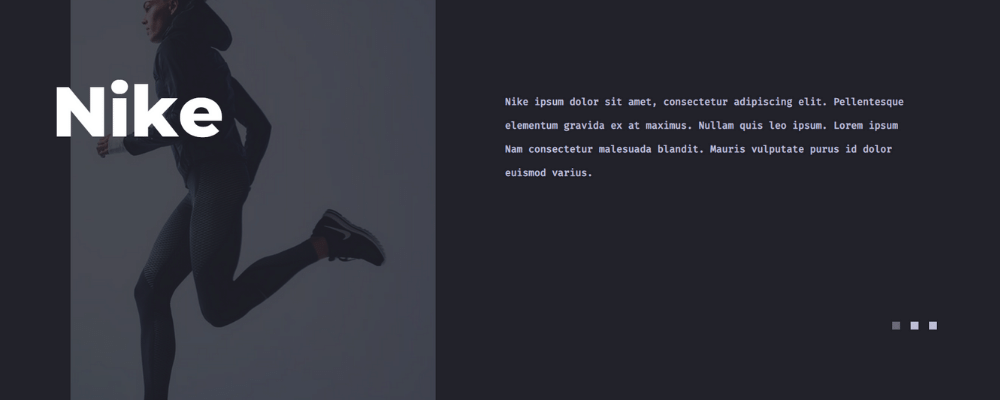 Nike
Nike ipsum dolor sit amet, consectetur adipiscing elit. Pellentesque
elementum gravida ex at maximus. Nullam quis leo ipsum. Lorem ipsum
Nam consectetur malesuada blandit. Mauris vulputate purus id dolor
euismod varius.